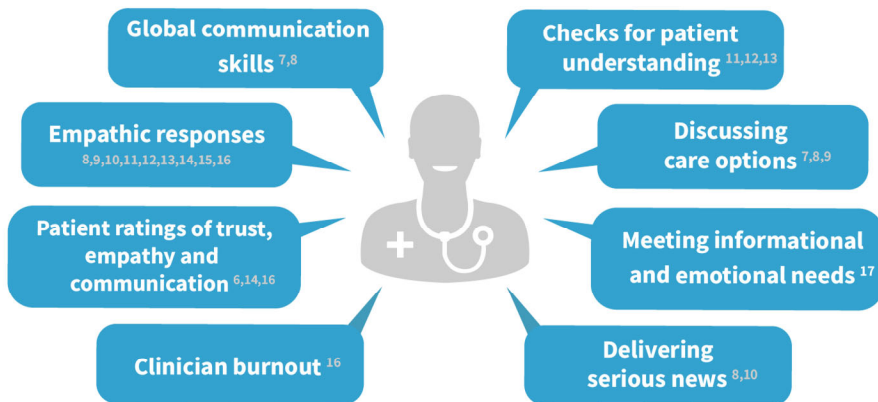 Global communication
skills 7,8
Empathic responses
8,9,10,11,12,13,14,15,16
Patient ratings of trust,
empathy and
communication 6,14,16
Clinician burnout 16
Checks for patient
understanding 11,12,13
Discussing
care options 7,8,9
Meeting informational
and emotional needs 17
Delivering
serious news 8,10